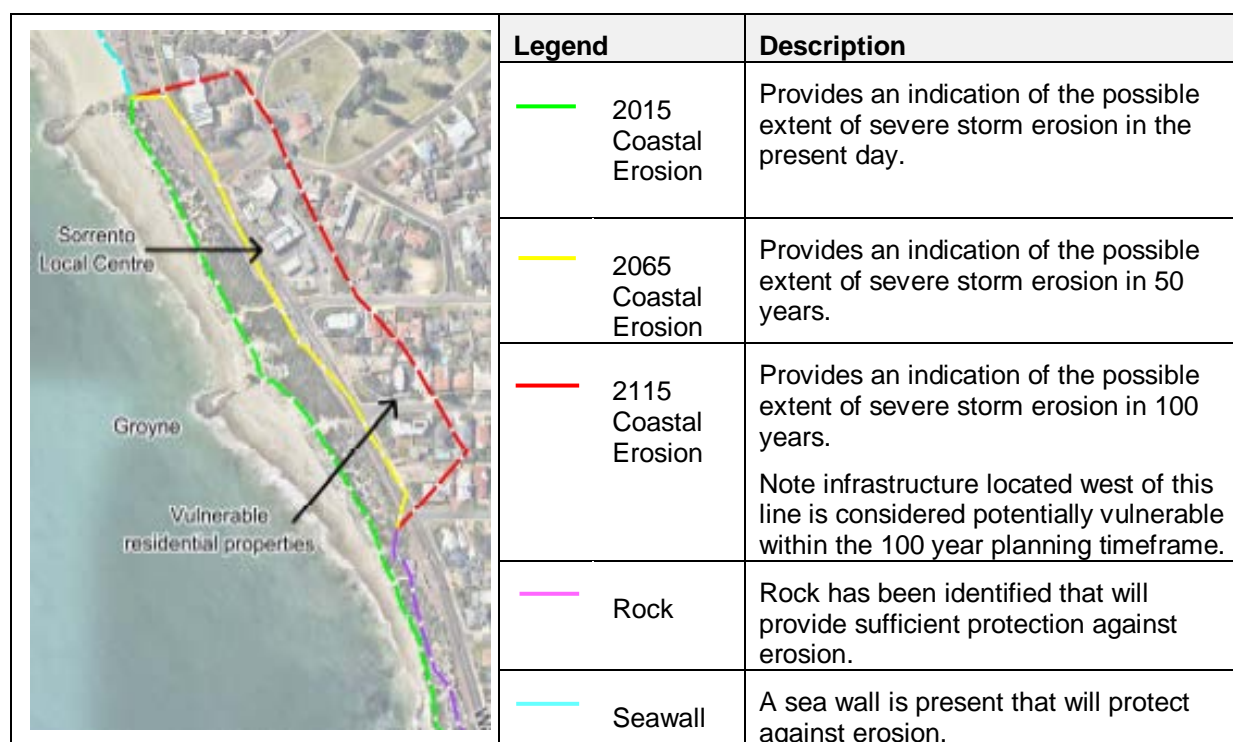 Sorrento
Local Centre
Groyne
Vulnerable
residential properties
Legend
Description
2015
Coastal
Erosion
Provides an indication of the possible
extent of severe storm erosion in the
present day.
2065
Coastal
Erosion
Provides an indication of the possible
extent of severe storm erosion in 50
years.
2115
Coastal
Erosion
Provides an indication of the possible
extent of severe storm erosion in 100
years.
Note infrastructure located west of this
line is considered potentially vulnerable
within the 100 year planning timeframe.
Rock
Rock has been identified that will
provide sufficient protection against
erosion.
Seawall
A sea wall is present that will protect
against erosion.